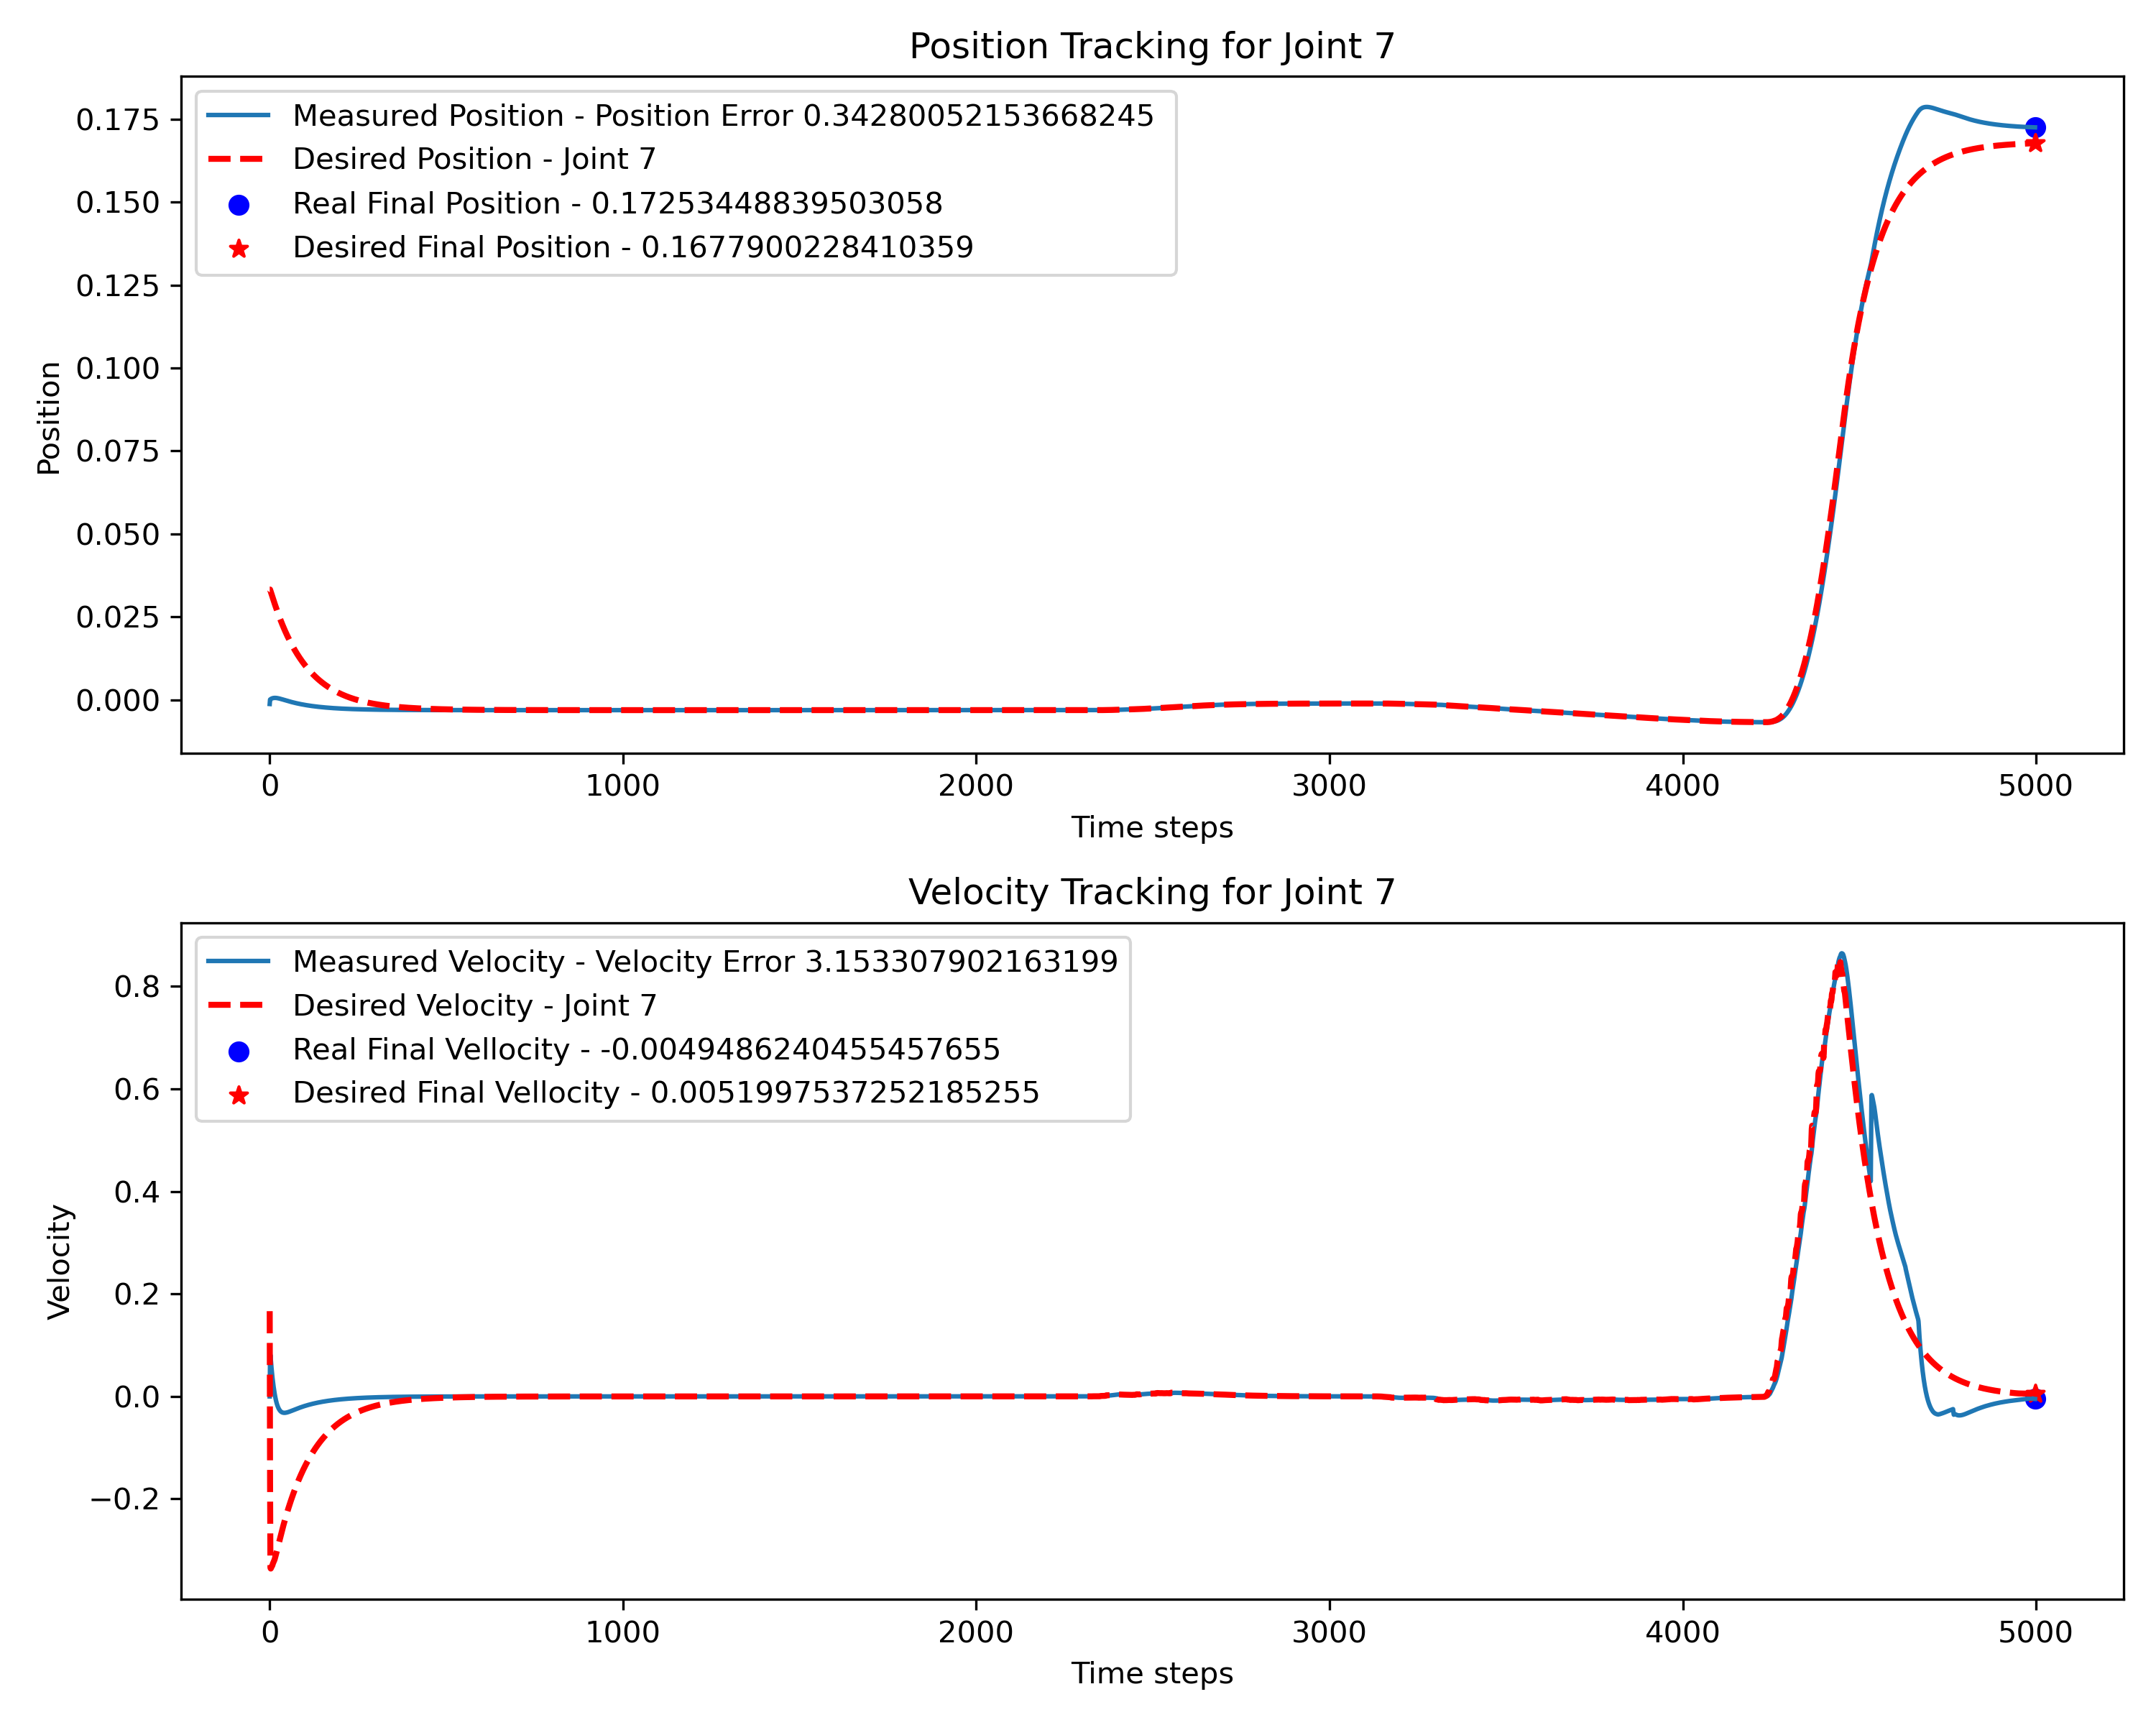 Position Tracking for Joint 7
Measured Position - Position Error 0.34280052153668245
Desired Position - Joint 7
Real Final Position - 0.17253448839503058
Desired Final Position - 0.1677900228410359
0.175
0.150
0.125
0.100
0.075
0.050
0.025
0.000
Position
0 1000 2000 3000 4000 5000
Time steps
Velocity Tracking for Joint 7
Measured Velocity - Velocity Error 3.153307902163199
Desired Velocity - Joint 7
Real Final Vellocity - -0.0049486240455457655
Desired Final Vellocity - 0.0051997537252185255
0.8
0.6
0.4
0.2
0.0
−0.2
Velocity
0 1000 2000 3000 4000 5000
Time steps